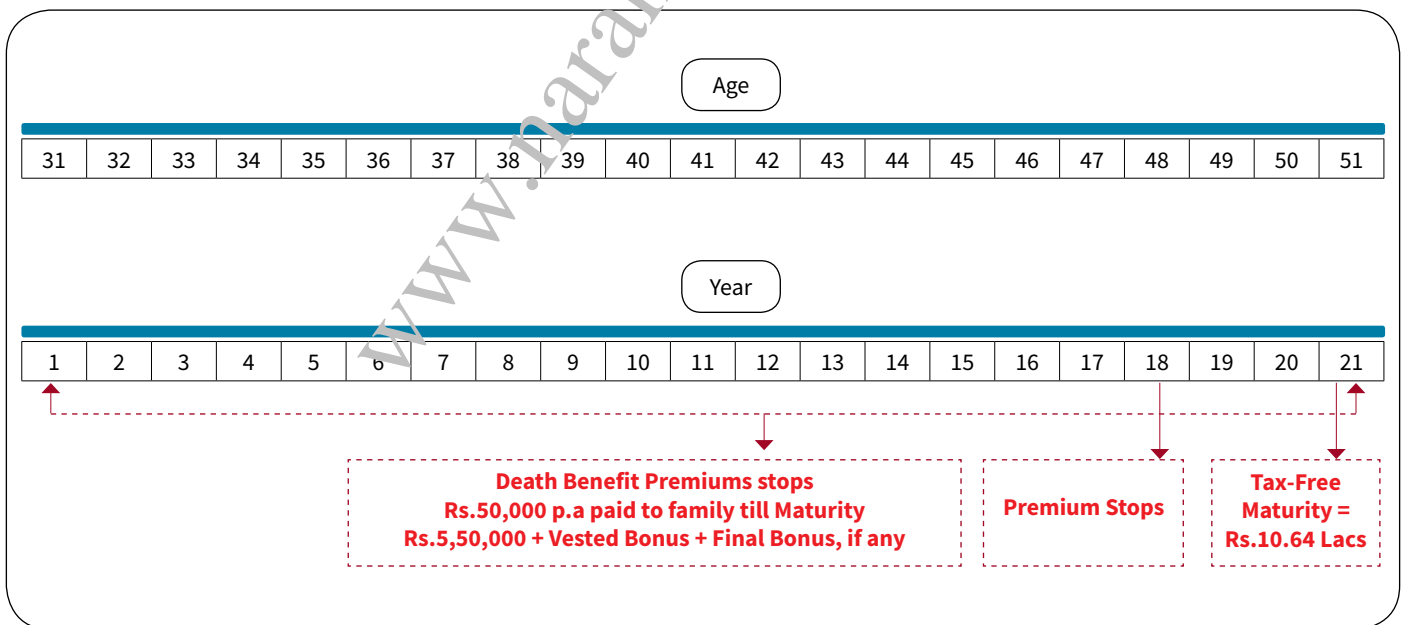 www.nara
Age
31 32 33 34 35 36 37 38 39 40 41 42 43 44 45 46 47 48 49 50 51
Year
1 2 3 4 5 6 7 8 9 10 11 12 13 14 15 16 17 18 19 20 21
Death Benefit Premiums stops
Rs.50,000 p.a paid to family till Maturity
Rs.5,50,000 + Vested Bonus + Final Bonus, if any
Premium Stops
Tax-Free
Maturity =
Rs.10.64 Lacs